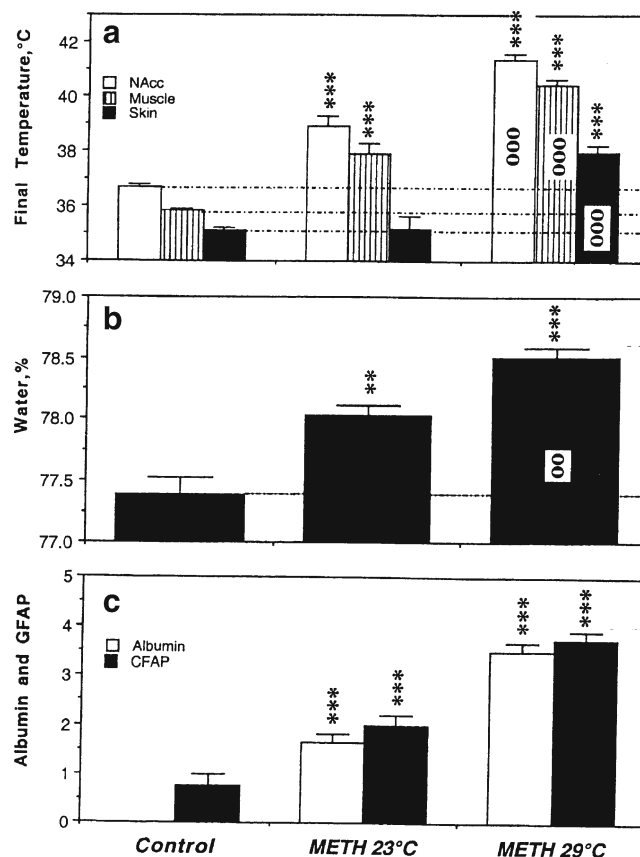 a
Final Temperature,°C
42
40
38
36
34
NAcc
Muscle
Skin
***
***
***
***
***
000
000
000
b
Water,%
79.0
78.5
78.0
77.5
77.0
**
***
00
c
Albumin and GFAP
5
4
3
2
1
0
Albumin
CFAP
***
***
***
***
Control
METH 23°C
METH 29°C